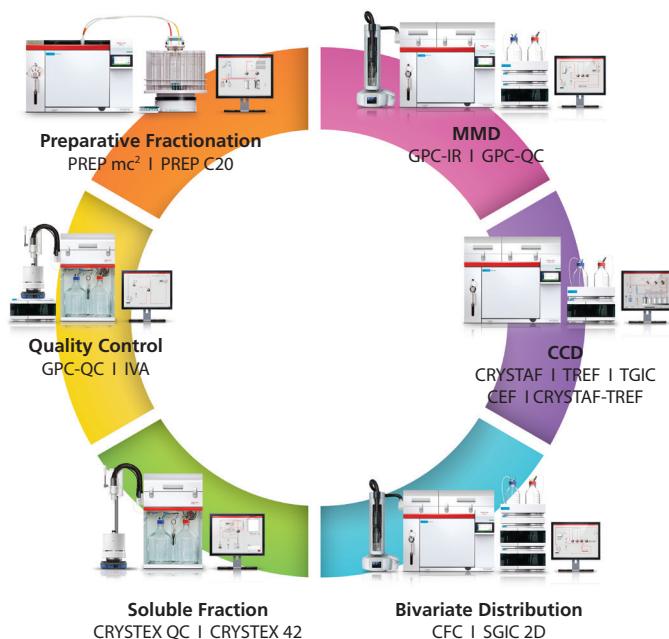 Preparative Fractionation
PREP mc² I PREP C20
MMD
GPC-IR I GPC-QC
CCD
CRYSTAF I TREF I TGIC
CEF I CRYSTAF-TREF
Bivariate Distribution
CFC I SGIC 2D
Soluble Fraction
CRYSTEX QC I CRYSTEX 42
Quality Control
GPC-QC I IVA